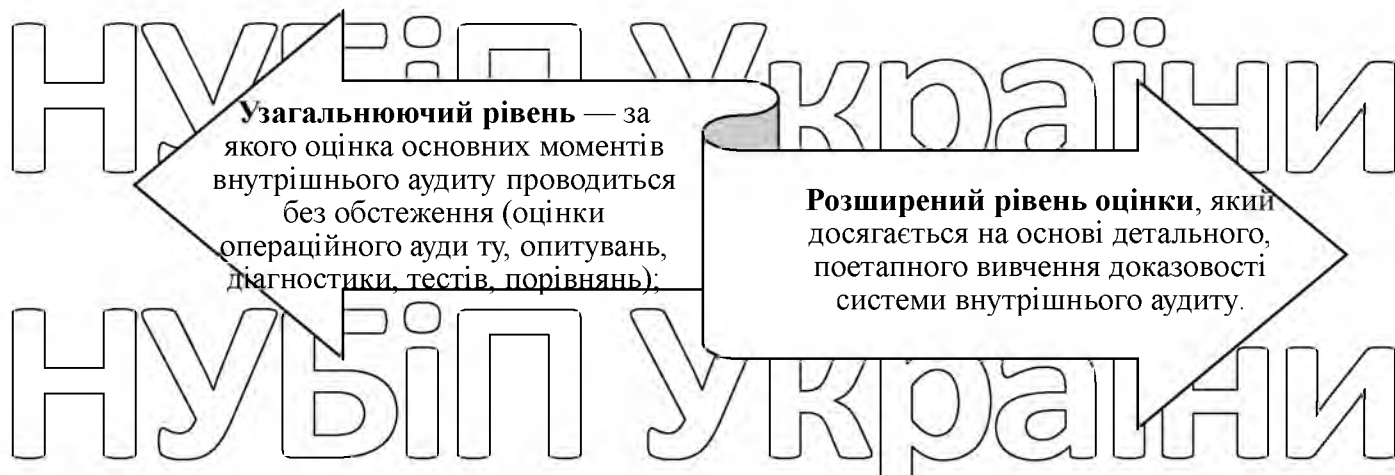 НУБІП України
Узагальнюючий рівень — за
якого оцінка основних моментів
внутрішнього аудиту проводиться
без обстеження (оцінки
операційного ауди ту, опитувань,
діагностики, тестів, порівнянь);
Розширений рівень оцінки, який
досягається на основі детального,
поетапного вивчення доказовості
системи внутрішнього аудиту.
НУБІП України